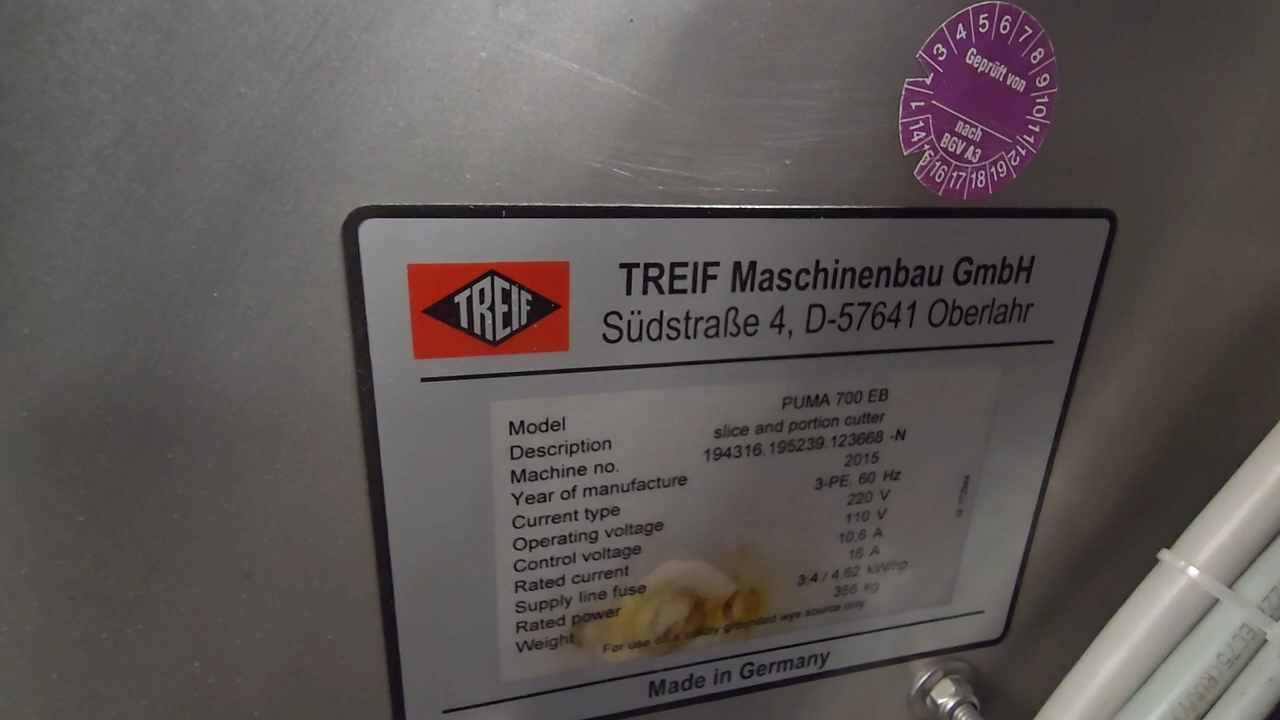 3 4 5 6 7 8 9 10 11 12
Geprüft von
nach
BGV A3
1 14 15 16 17 18 19
TREIF
TREIF Maschinenbau GmbH
Südstraße 4, D-57641 Oberlahr
Model PUMA 700 EB
Description slice and portion cutter
Machine no. 194316.195239.123668 -N
Year of manufacture 2015
Current type 3-PE, 60 Hz
Operating voltage 220 V
Control voltage 110 V
Rated current 10,6 A
Supply line fuse 16 A
Rated power 3,4 / 4,62 kW/hp
Weight 355 kg
For use on a solidly grounded wye source only
Made in Germany